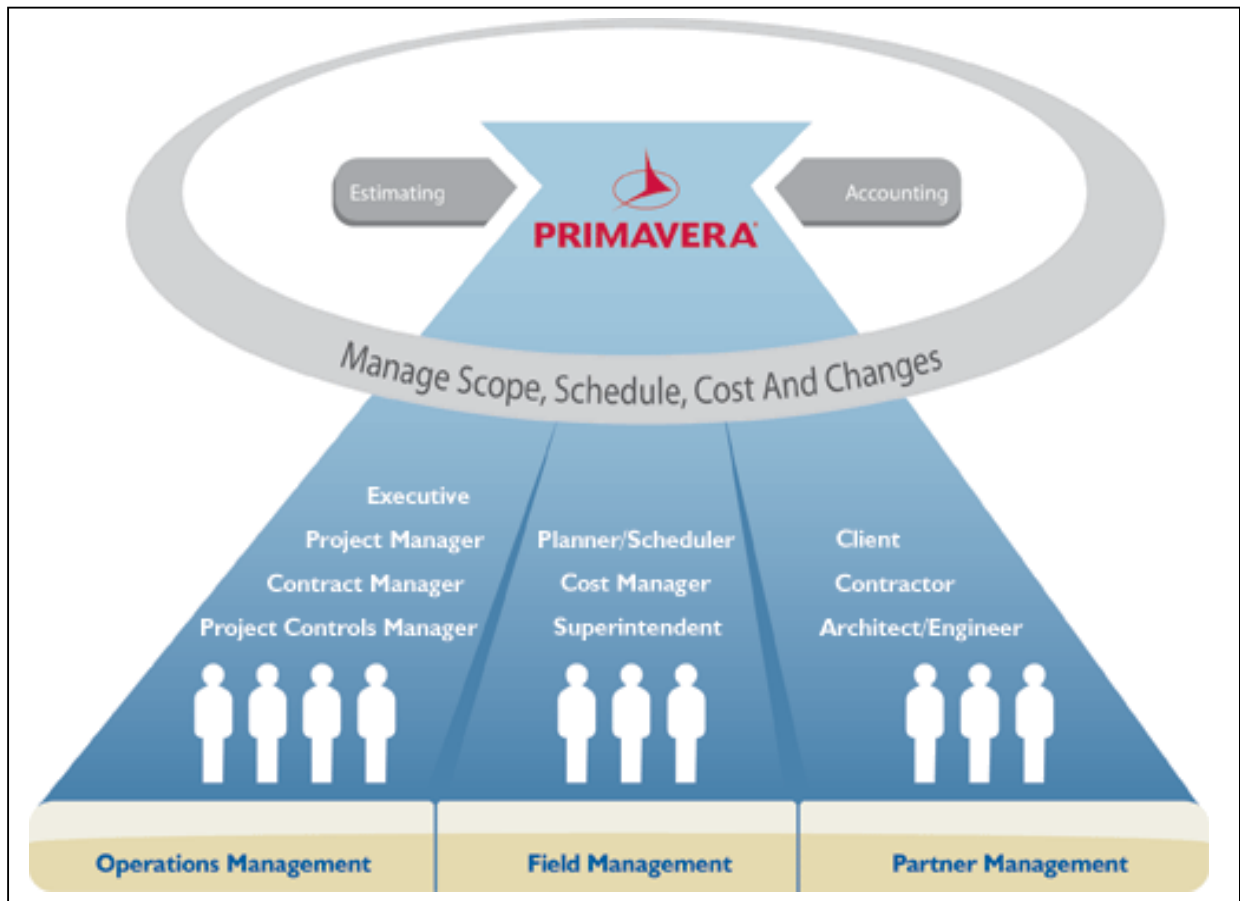 Estimating
Accounting
PRIMAVERA
Manage Scope, Schedule, Cost And Changes
Executive
Project Manager
Contract Manager
Project Controls Manager
Planner/Scheduler
Cost Manager
Superintendent
Client
Contractor
Architect/Engineer
Operations Management
Field Management
Partner Management